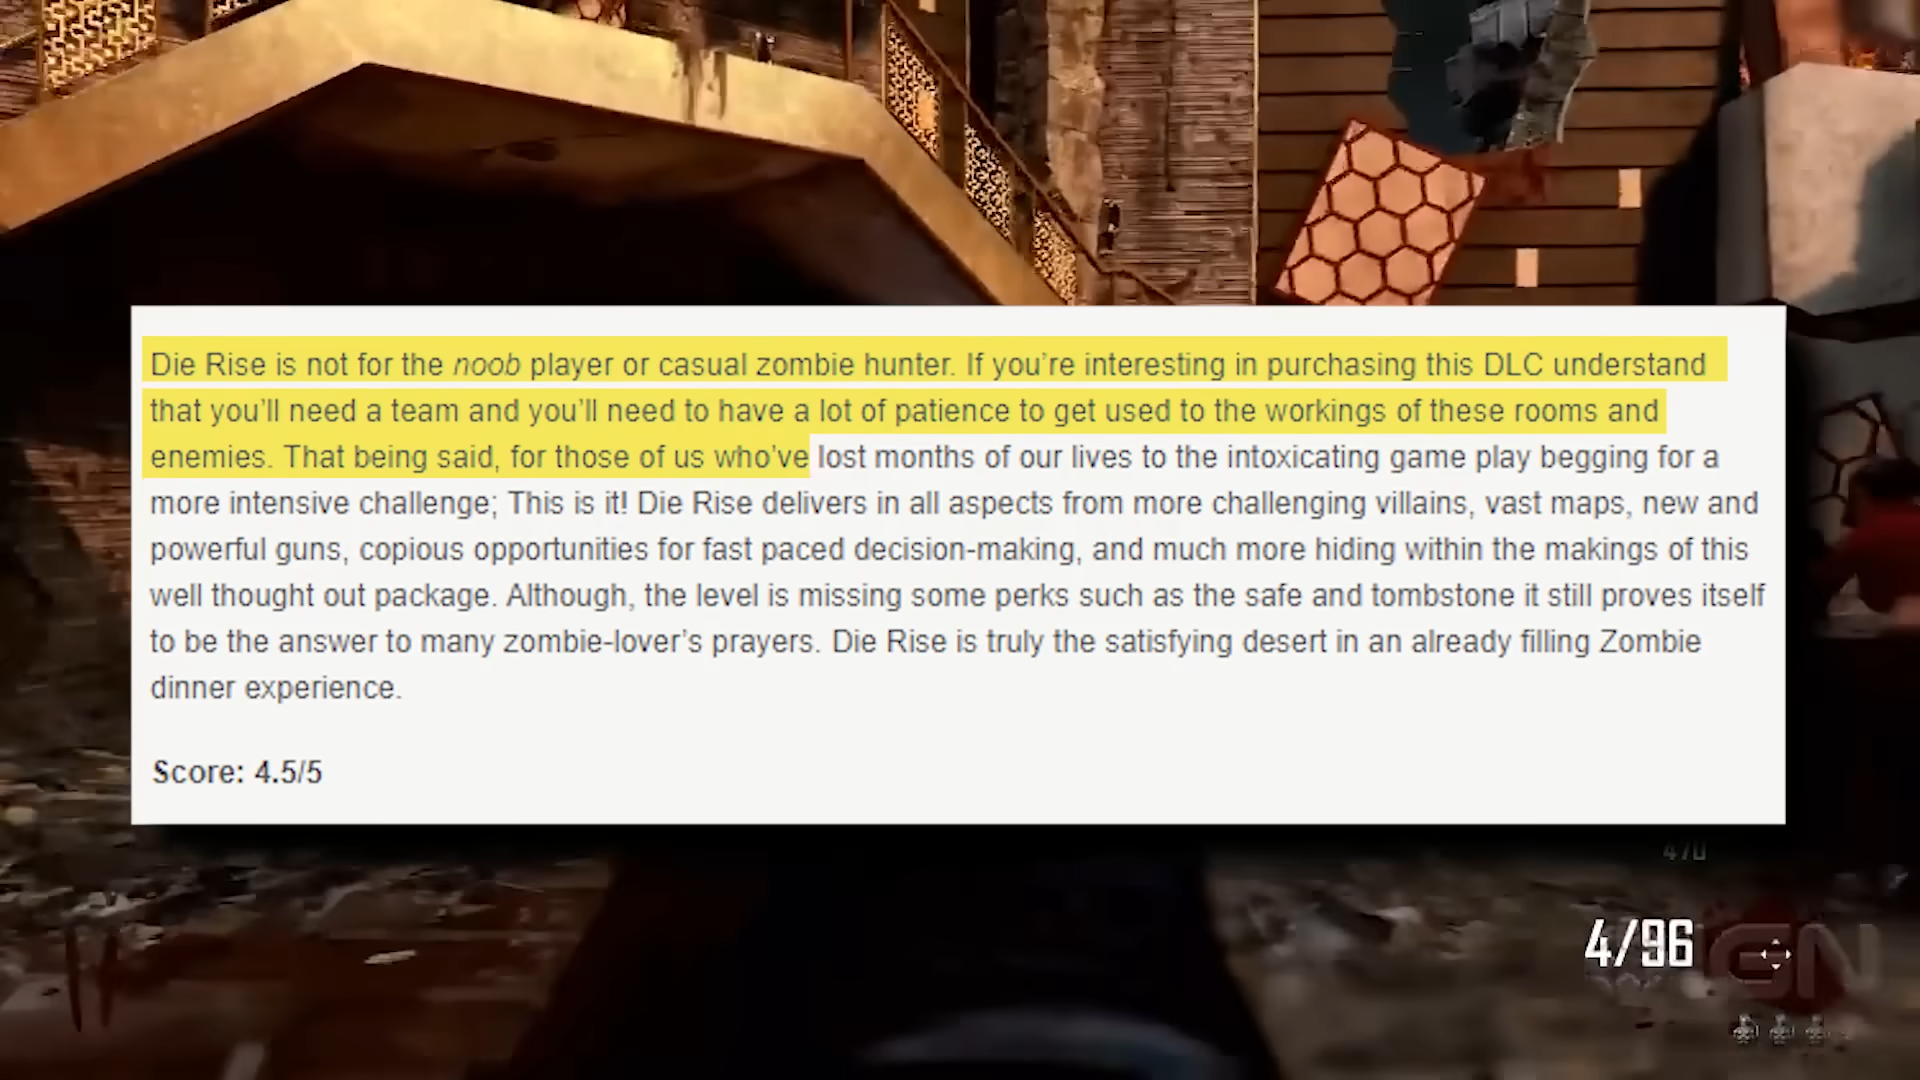 Die Rise is not for the noob player or casual zombie hunter. If you’re interesting in purchasing this DLC understand
that you’ll need a team and you’ll need to have a lot of patience to get used to the workings of these rooms and
enemies. That being said, for those of us who’ve lost months of our lives to the intoxicating game play begging for a
more intensive challenge; This is it! Die Rise delivers in all aspects from more challenging villains, vast maps, new and
powerful guns, copious opportunities for fast paced decision-making, and much more hiding within the makings of this
well thought out package. Although, the level is missing some perks such as the safe and tombstone it still proves itself
to be the answer to many zombie-lover’s prayers. Die Rise is truly the satisfying desert in an already filling Zombie
dinner experience.
Score: 4.5/5
470
4/96
IGN